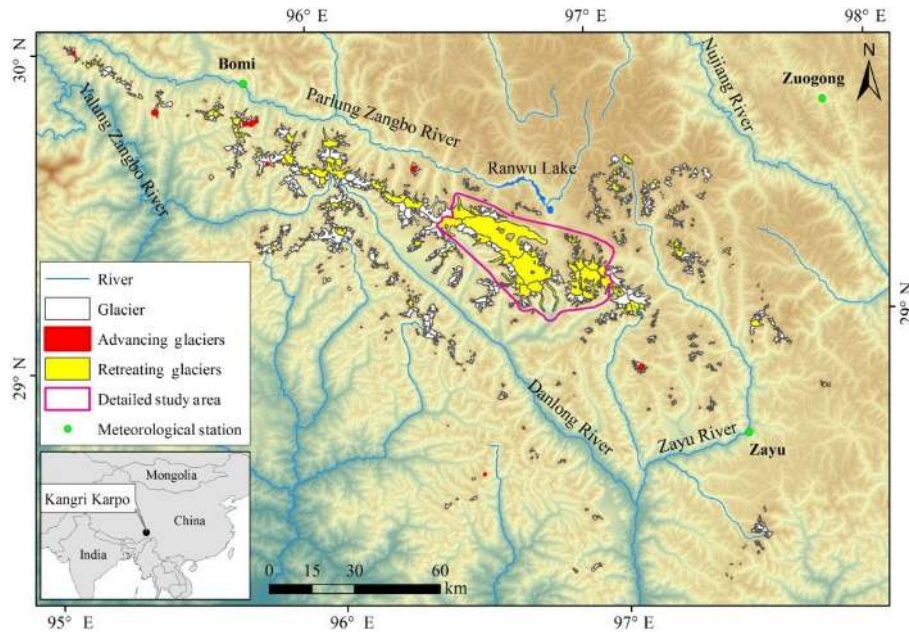 96° E
97° E
98° E
30° N
Bomi
Nujiang River
N
Zuogong
Parlung Zangbo River
Yalung Zangbo River
Ranwu Lake
River
Glacier
Advancing glaciers
Retreating glaciers
Detailed study area
Meteorological station
29° N
29° N
Danlong River
Zayu River
Zayu
Mongolia
Kangri Karpo
China
India
0 15 30 60
km
95° E
96° E
97° E